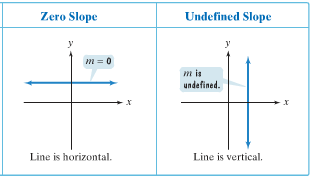 Zero Slope
y
m = 0
x
Line is horizontal.
Undefined Slope
y
m is
undefined.
x
Line is vertical.